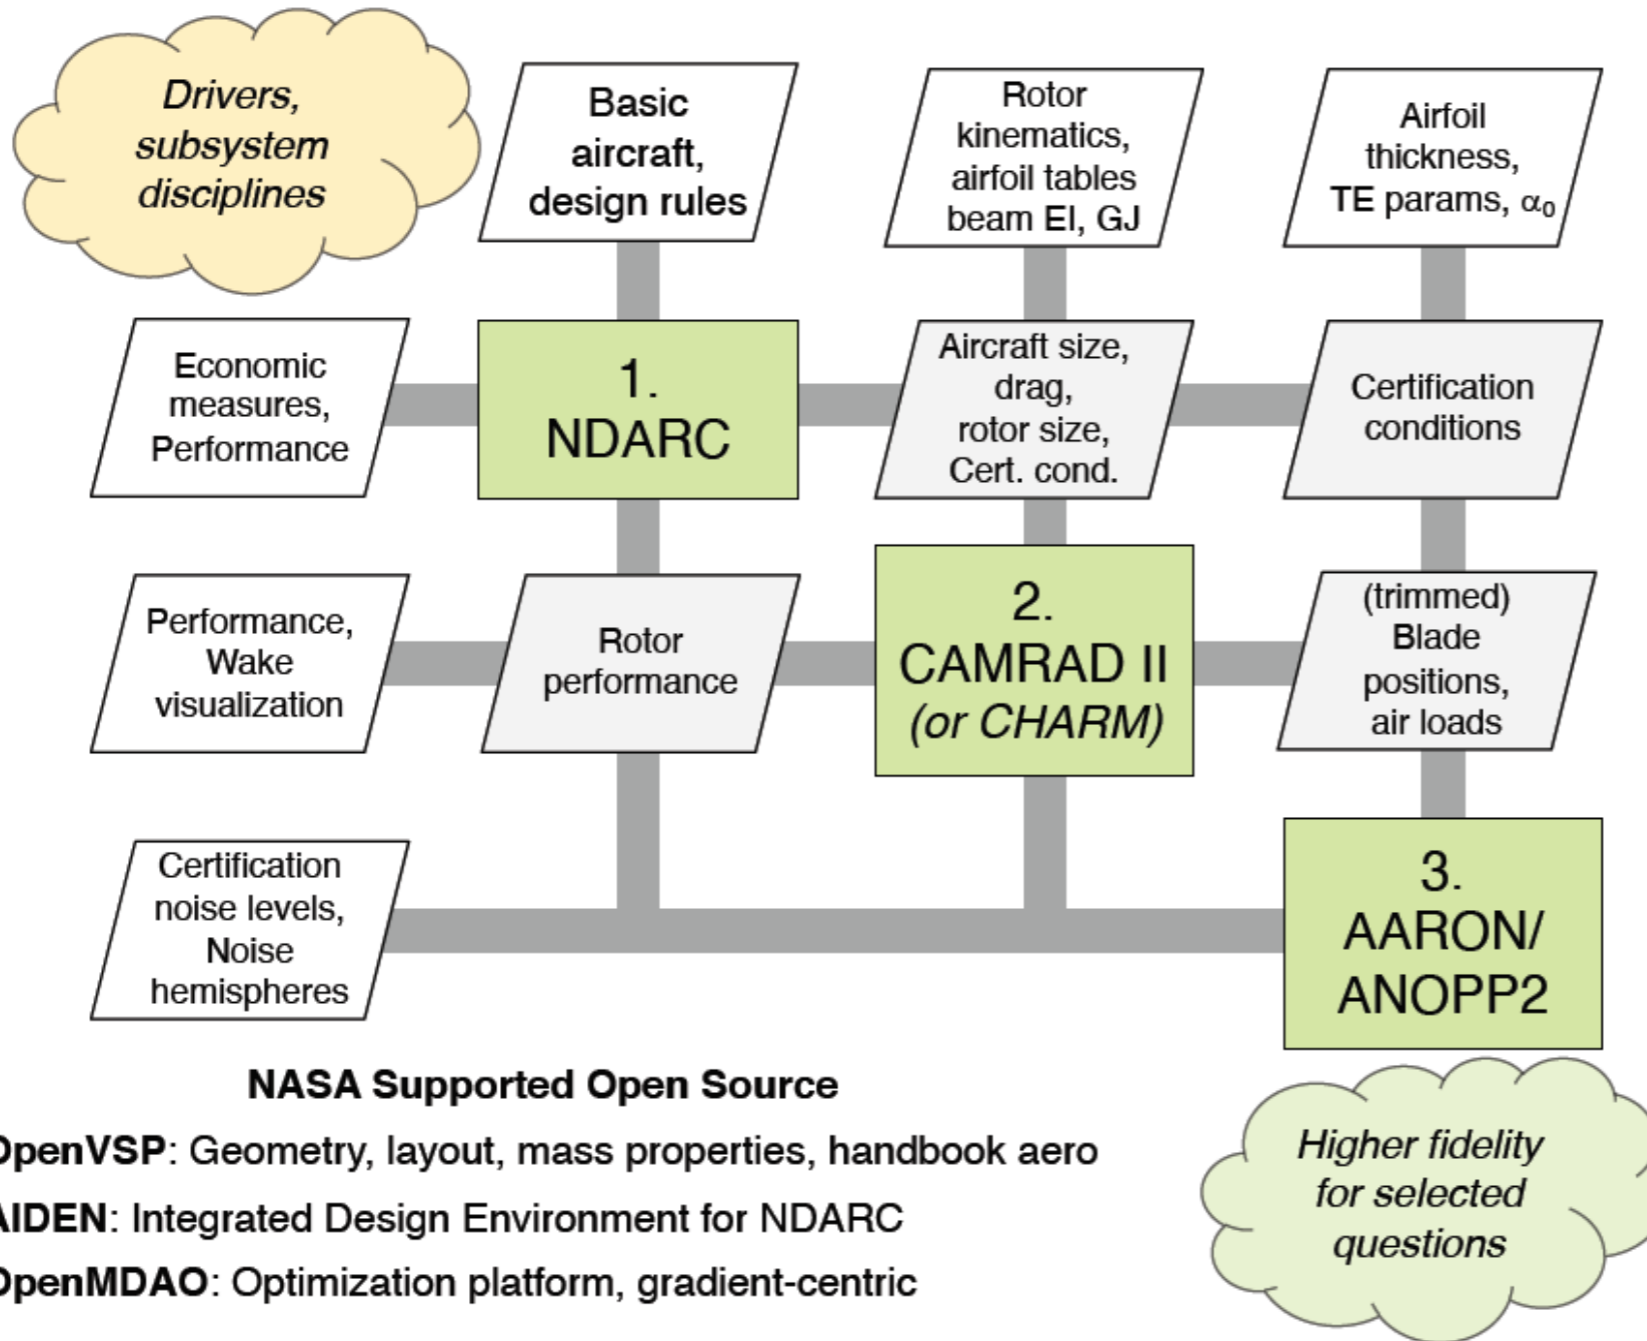 Drivers,
subsystem
disciplines
Basic
aircraft,
design rules
Rotor
kinematics,
airfoil tables
beam EI, GJ
Airfoil
thickness,
TE params, α₀
Economic
measures,
Performance
1.
NDARC
Aircraft size,
drag,
rotor size,
Cert. cond.
Certification
conditions
Performance,
Wake
visualization
Rotor
performance
2.
CAMRAD II
(or CHARM)
(trimmed)
Blade
positions,
air loads
Certification
noise levels,
Noise
hemispheres
3.
AARON/
ANOPP2
NASA Supported Open Source
OpenVSP: Geometry, layout, mass properties, handbook aero
AIDEN: Integrated Design Environment for NDARC
OpenMDAO: Optimization platform, gradient-centric
Higher fidelity
for selected
questions